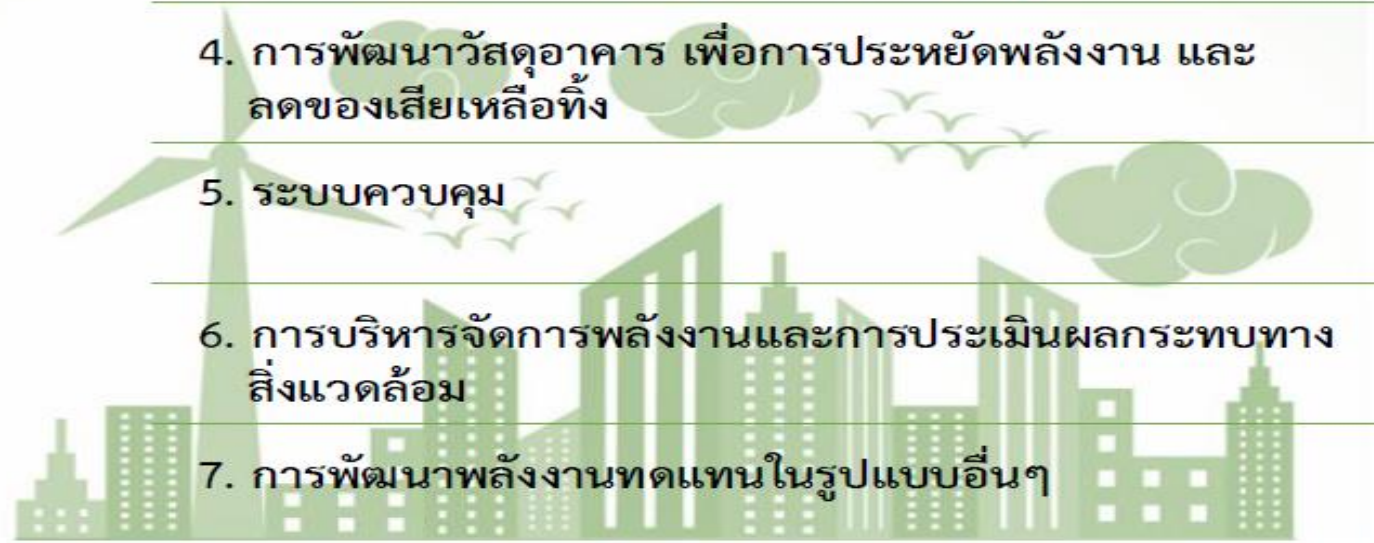 4. การพัฒนาวัสดุอาคาร เพื่อการประหยัดพลังงาน และ
ลดของเสียเหลือทิ้ง
5. ระบบควบคุม
6. การบริหารจัดการพลังงานและการประเมินผลกระทบทาง
สิ่งแวดล้อม
7. การพัฒนาพลังงานทดแทนในรูปแบบอื่นๆ